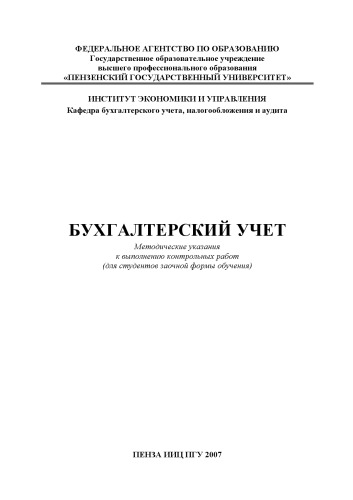 ФЕДЕРАЛЬНОЕ АГЕНТСТВО ПО ОБРАЗОВАНИЮ
Государственное образовательное учреждение
высшего профессионального образования
«ПЕНЗЕНСКИЙ ГОСУДАРСТВЕННЫЙ УНИВЕРСИТЕТ»
ИНСТИТУТ ЭКОНОМИКИ И УПРАВЛЕНИЯ
Кафедра бухгалтерского учета, налогообложения и аудита
БУХГАЛТЕРСКИЙ УЧЕТ
Методические указания
к выполнению контрольных работ
(для студентов заочной формы обучения)
ПЕНЗА ИИЦ ПГУ 2007